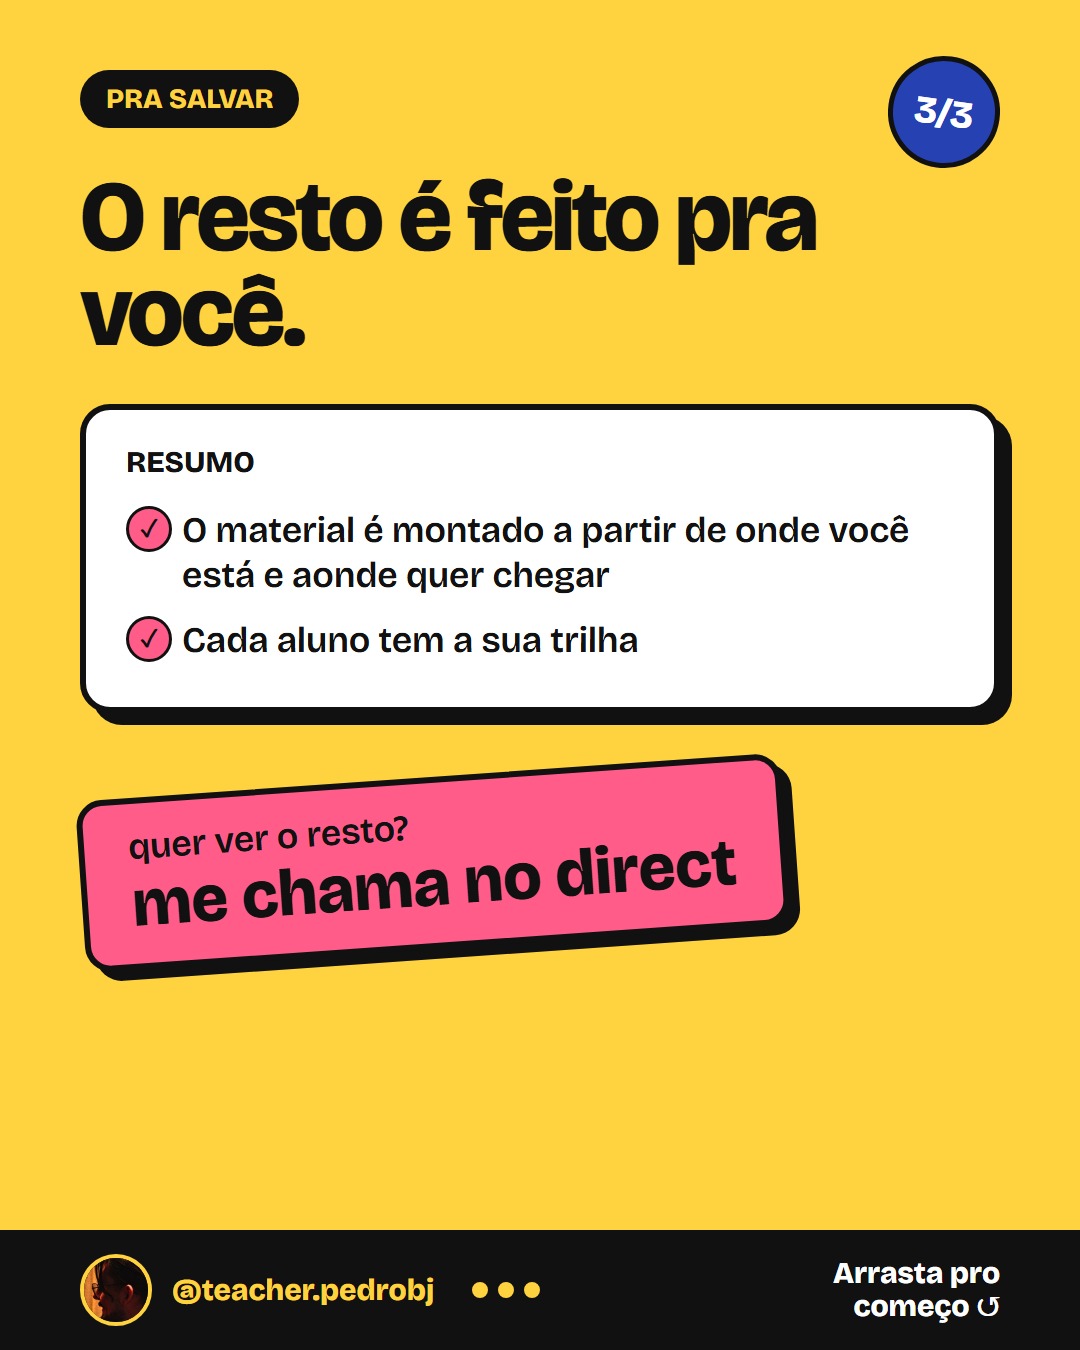 PRA SALVAR
3/3
O resto é feito pra
você.
RESUMO
✓ O material é montado a partir de onde você
está e aonde quer chegar
✓ Cada aluno tem a sua trilha
quer ver o resto?
me chama no direct
@teacher.pedrobj
Arrasta pro
começo ↺